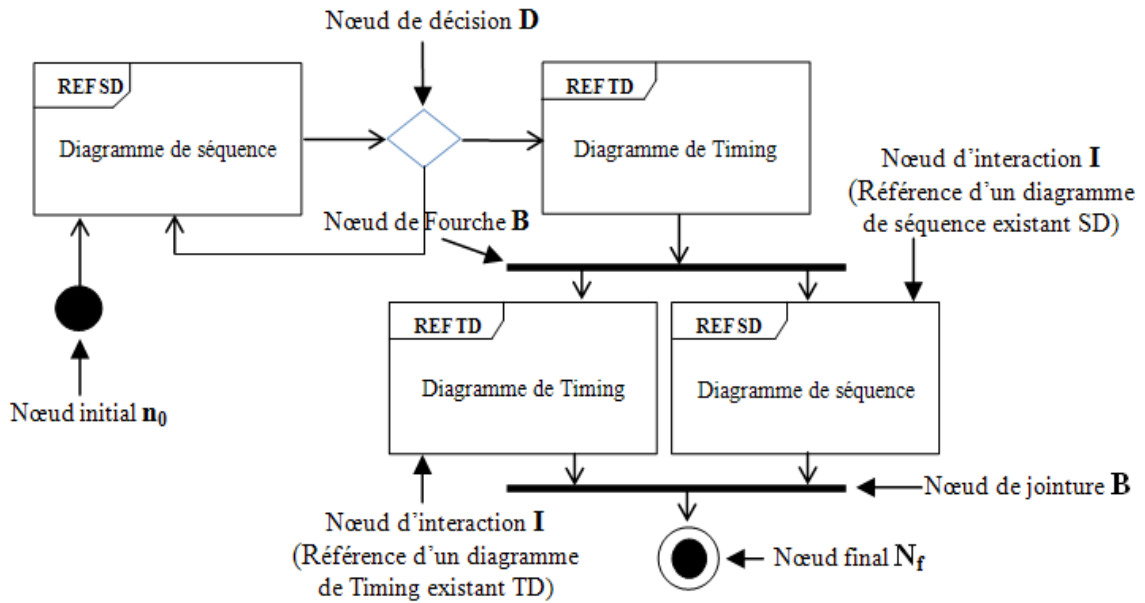 Nœud de décision D
REF SD
Diagramme de séquence
REF TD
Diagramme de Timing
Nœud d'interaction I
(Référence d'un diagramme
de séquence existant SD)
Nœud de Fourche B
REF TD
Diagramme de Timing
REF SD
Diagramme de séquence
Nœud initial n0
Nœud de jointure B
Nœud d'interaction I
(Référence d'un diagramme
de Timing existant TD)
Nœud final Nf